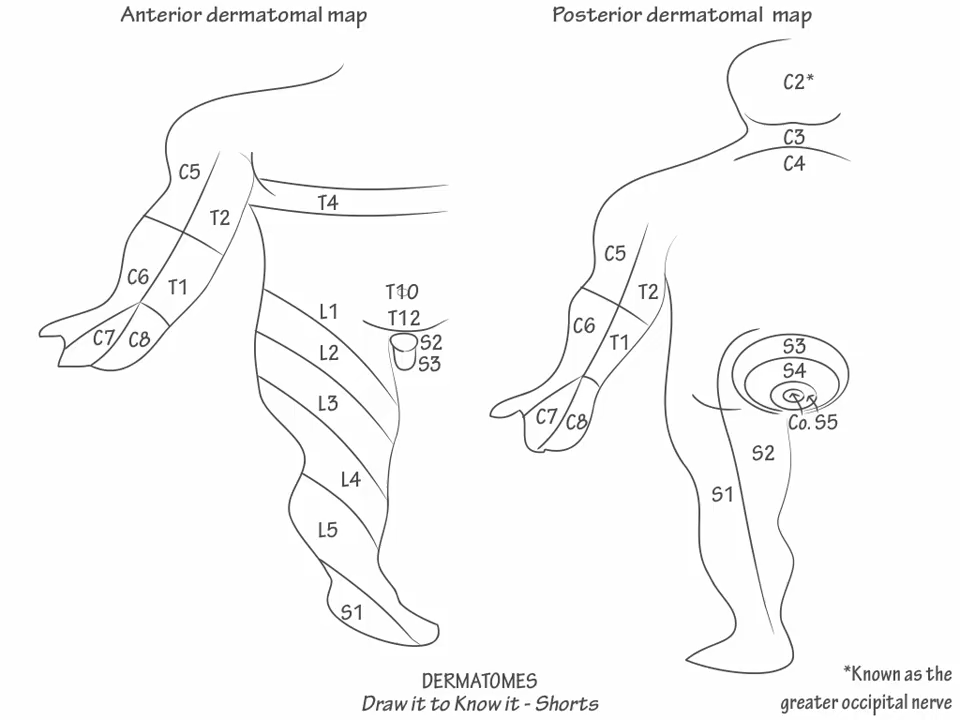 Anterior dermatomal map
C5
T2
T4
C6
T1
C7
C8
T10
T12
S2
S3
L1
L2
L3
L4
L5
S1
Posterior dermatomal map
C2*
C3
C4
C5
T2
C6
T1
C7
C8
S3
S4
Co. S5
S2
S1
DERMATOMES
Draw it to Know it - Shorts
*Known as the
greater occipital nerve